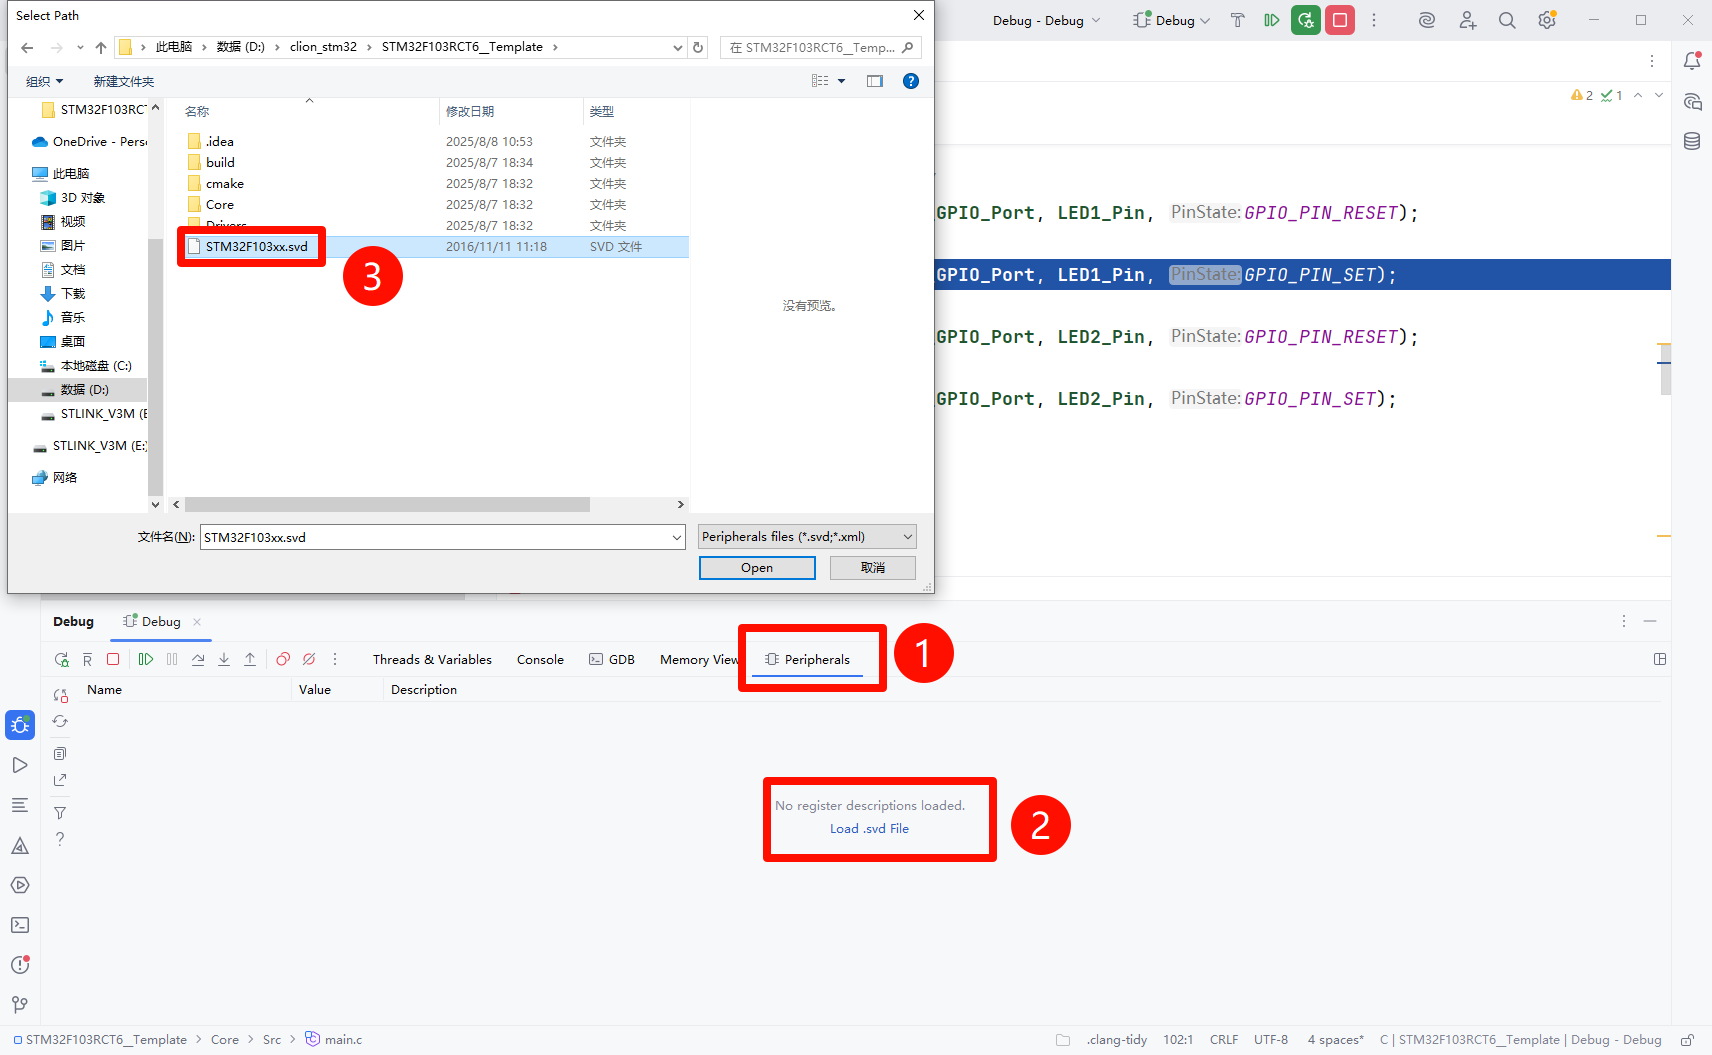 Select Path
Debug - Debug
Debug
此电脑
数据 (D:)
clion_stm32
STM32F103RCT6__Template
在 STM32F103RCT6__Temp...
组织
新建文件夹
2
1
STM32F103RCT
OneDrive - Pers
此电脑
3D 对象
视频
图片
文档
下载
音乐
桌面
本地磁盘 (C:)
数据 (D:)
STLINK_V3M (E
STLINK_V3M (E:)
网络
名称 修改日期 类型
.idea 2025/8/8 10:53 文件夹
build 2025/8/7 18:34 文件夹
cmake 2025/8/7 18:32 文件夹
Core 2025/8/7 18:32 文件夹
Drivers 2025/8/7 18:32 文件夹
STM32F103xx.svd 2016/11/11 11:18 SVD 文件
3
没有预览。
文件名(N): STM32F103xx.svd
Peripherals files (*.svd;*.xml)
Open
取消
GPIO_Port, LED1_Pin, PinState: GPIO_PIN_RESET);
GPIO_Port, LED1_Pin, PinState: GPIO_PIN_SET);
GPIO_Port, LED2_Pin, PinState: GPIO_PIN_RESET);
GPIO_Port, LED2_Pin, PinState: GPIO_PIN_SET);
Debug Debug
Threads & Variables Console GDB Memory View Peripherals
1
Name Value Description
No register descriptions loaded.
Load .svd File
2
STM32F103RCT6__Template > Core > Src > main.c
.clang-tidy 102:1 CRLF UTF-8 4 spaces* C | STM32F103RCT6__Template | Debug - Debug